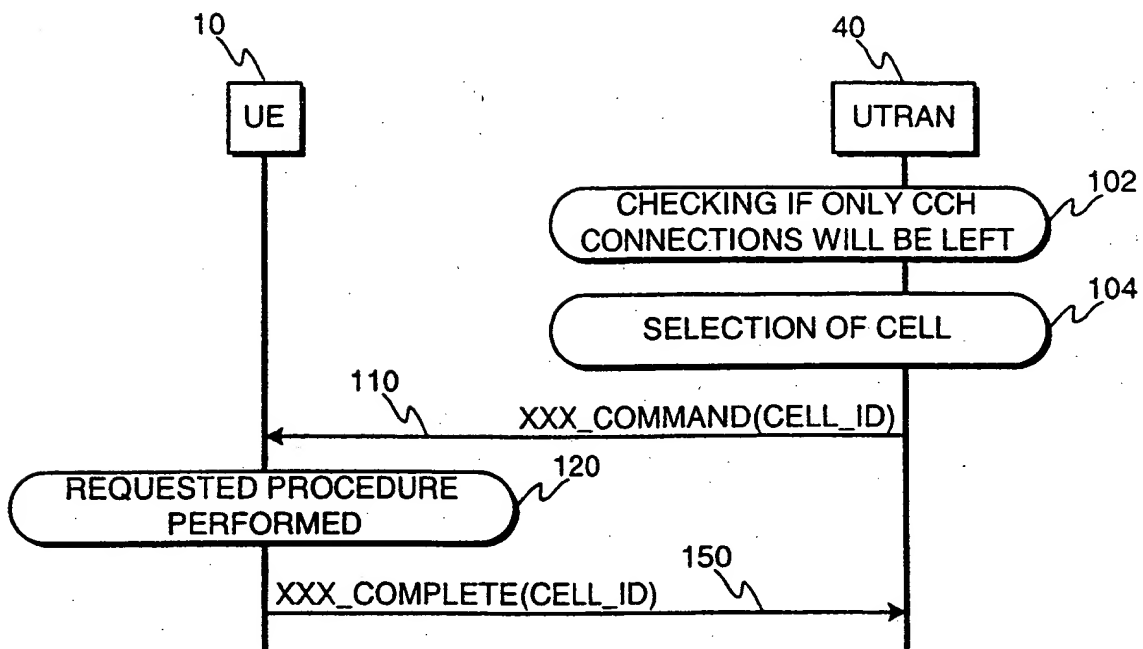 10
40
UE
UTRAN
CHECKING IF ONLY CCH
CONNECTIONS WILL BE LEFT
102
SELECTION OF CELL
104
110
XXX_COMMAND(CELL_ID)
REQUESTED PROCEDURE
PERFORMED
120
XXX_COMPLETE(CELL_ID)
150